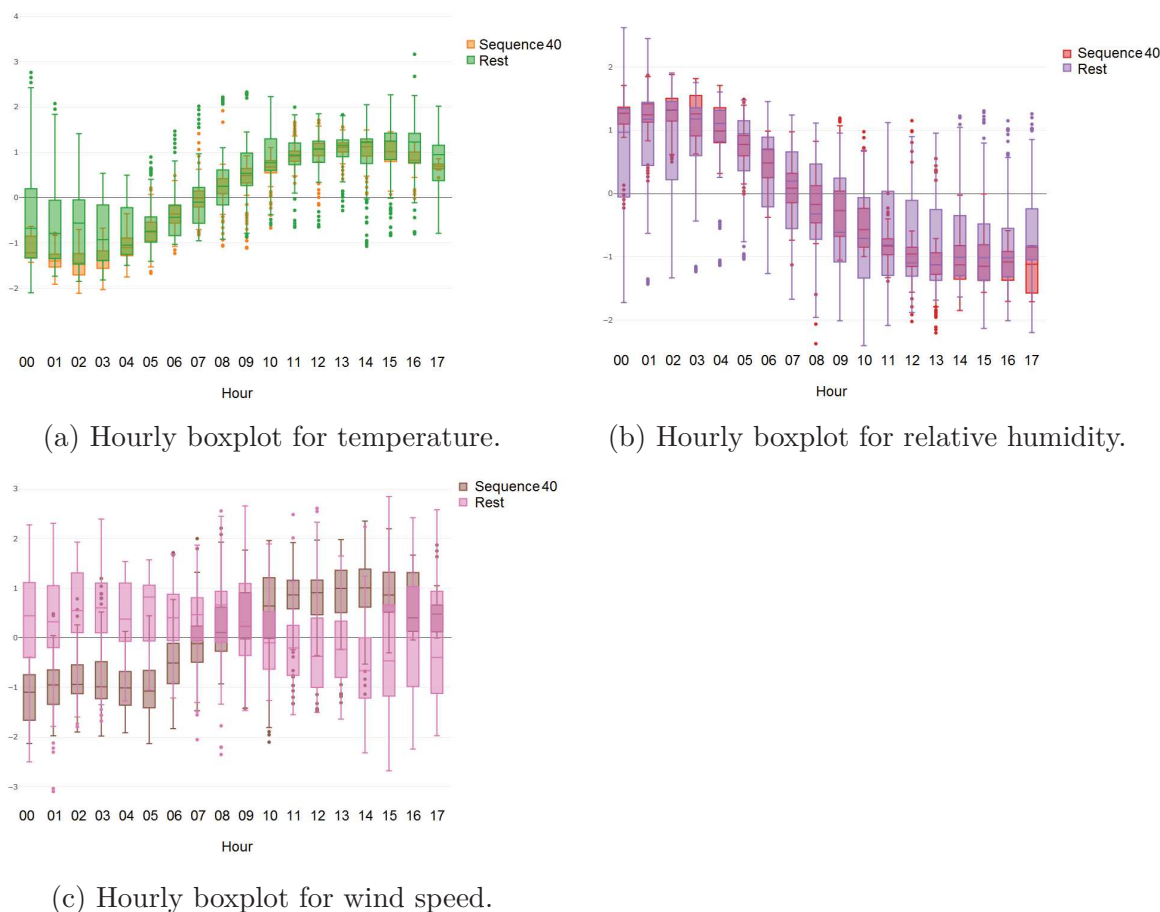 4
3
2
1
0
−1
−2
Sequence 40
Rest
00 01 02 03 04 05 06 07 08 09 10 11 12 13 14 15 16 17
Hour
(a) Hourly boxplot for temperature.
2
1
0
−1
−2
Sequence 40
Rest
00 01 02 03 04 05 06 07 08 09 10 11 12 13 14 15 16 17
Hour
(b) Hourly boxplot for relative humidity.
3
2
1
0
−1
−2
−3
Sequence 40
Rest
00 01 02 03 04 05 06 07 08 09 10 11 12 13 14 15 16 17
Hour
(c) Hourly boxplot for wind speed.